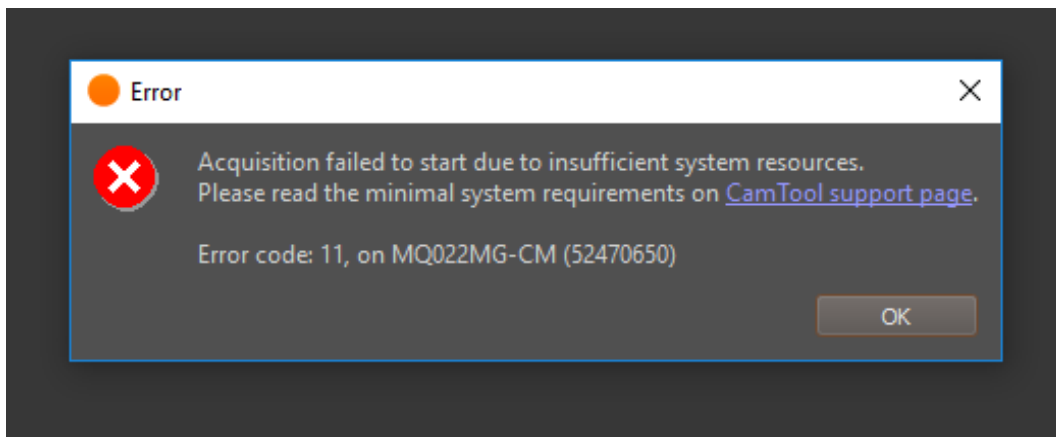 Error
Acquisition failed to start due to insufficient system resources.
Please read the minimal system requirements on CamTool support page.
Error code: 11, on MQ022MG-CM (52470650)
OK